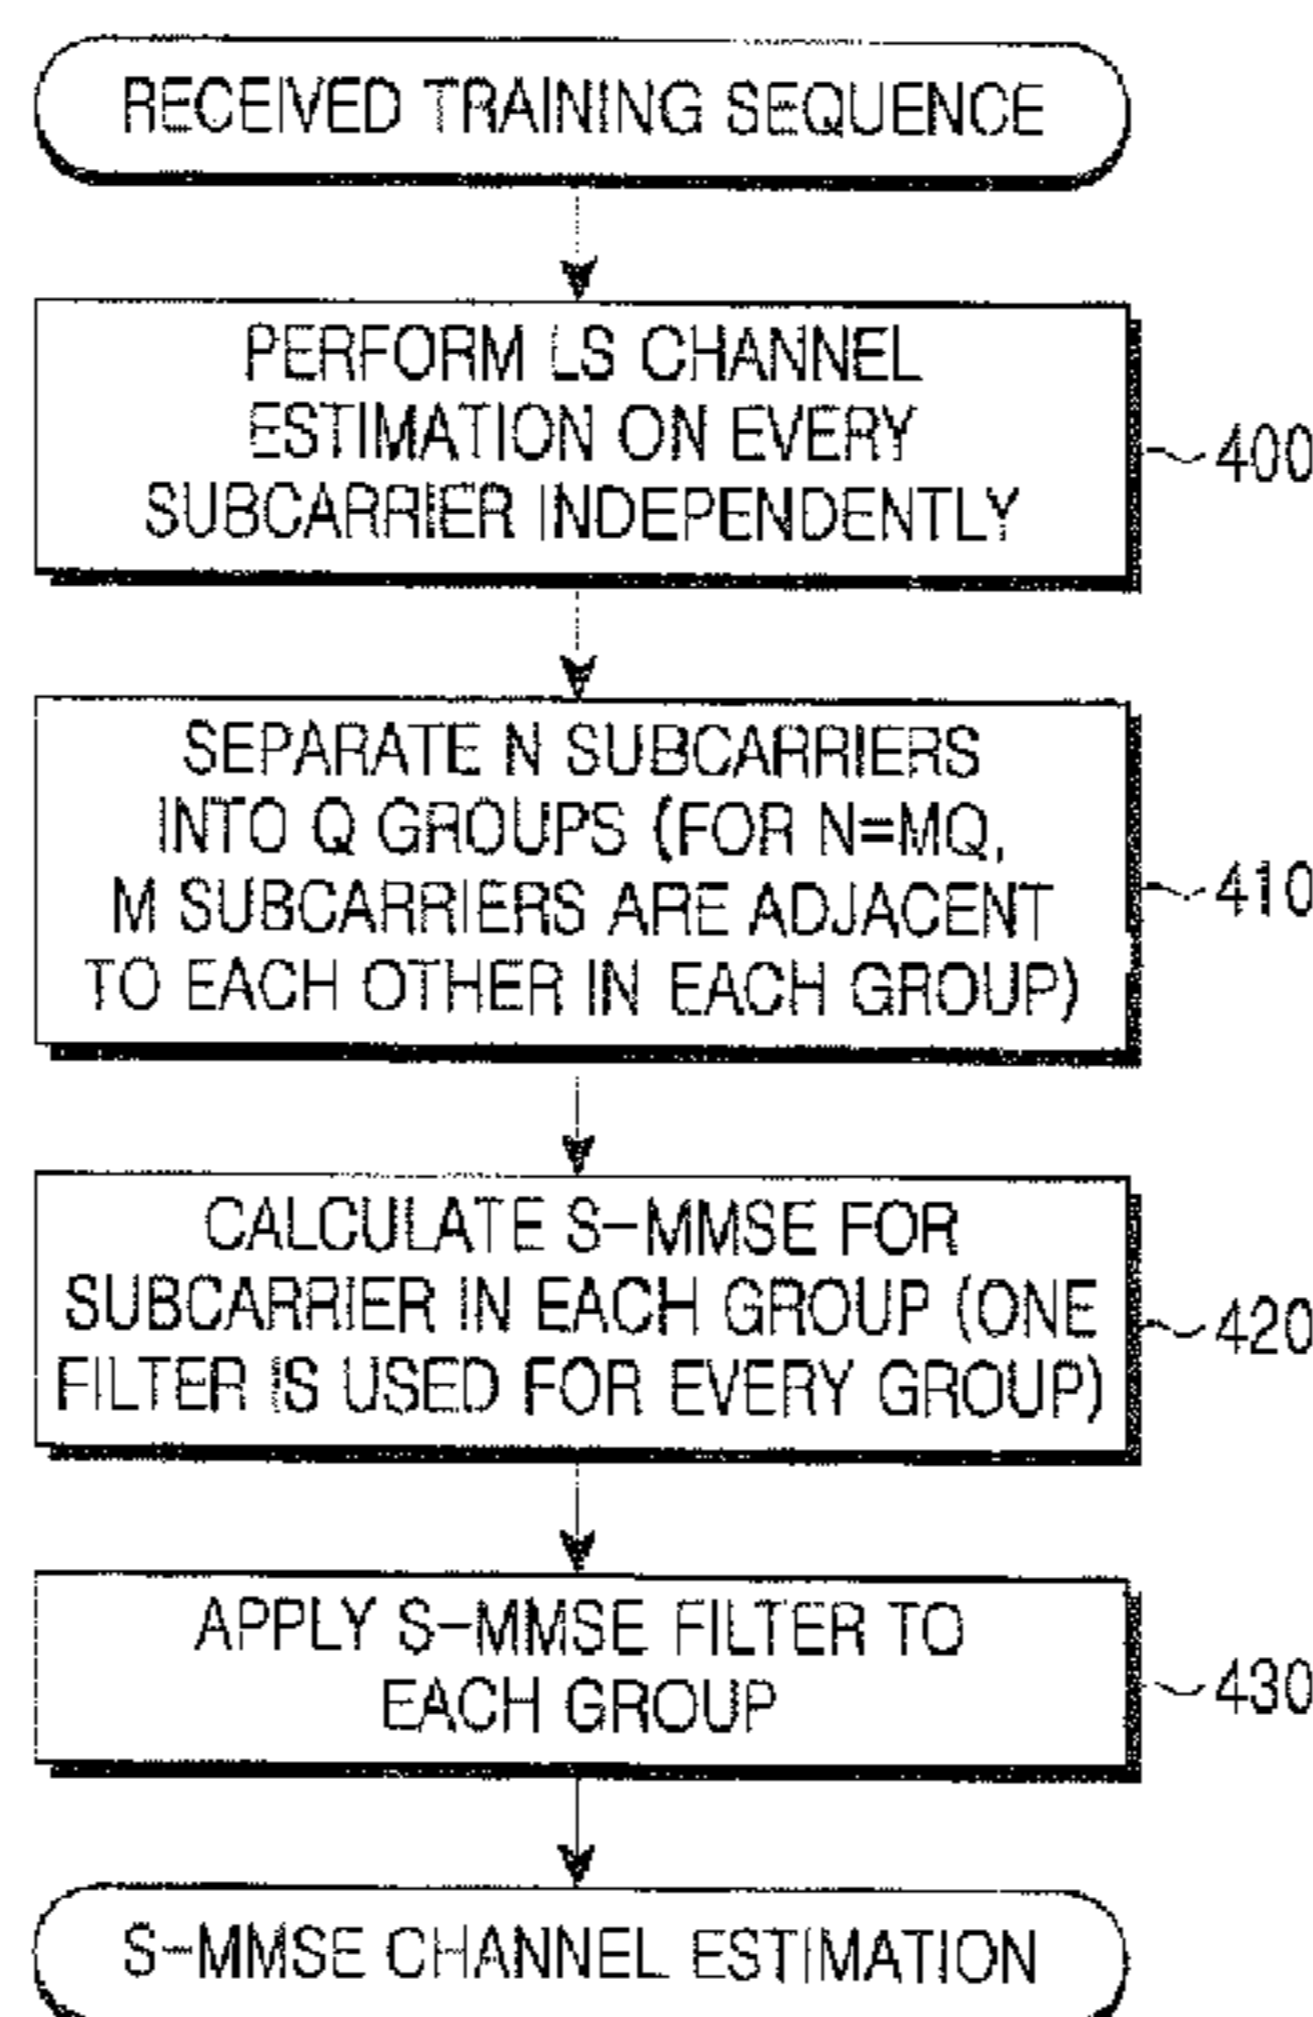 RECEIVED TRAINING SEQUENCE
PERFORM LS CHANNEL
ESTIMATION ON EVERY
SUBCARRIER INDEPENDENTLY
400
SEPARATE N SUBCARRIERS
INTO Q GROUPS (FOR N=MQ,
M SUBCARRIERS ARE ADJACENT
TO EACH OTHER IN EACH GROUP)
410
CALCULATE S-MMSE FOR
SUBCARRIER IN EACH GROUP (ONE
FILTER IS USED FOR EVERY GROUP)
420
APPLY S-MMSE FILTER TO
EACH GROUP
430
S-MMSE CHANNEL ESTIMATION